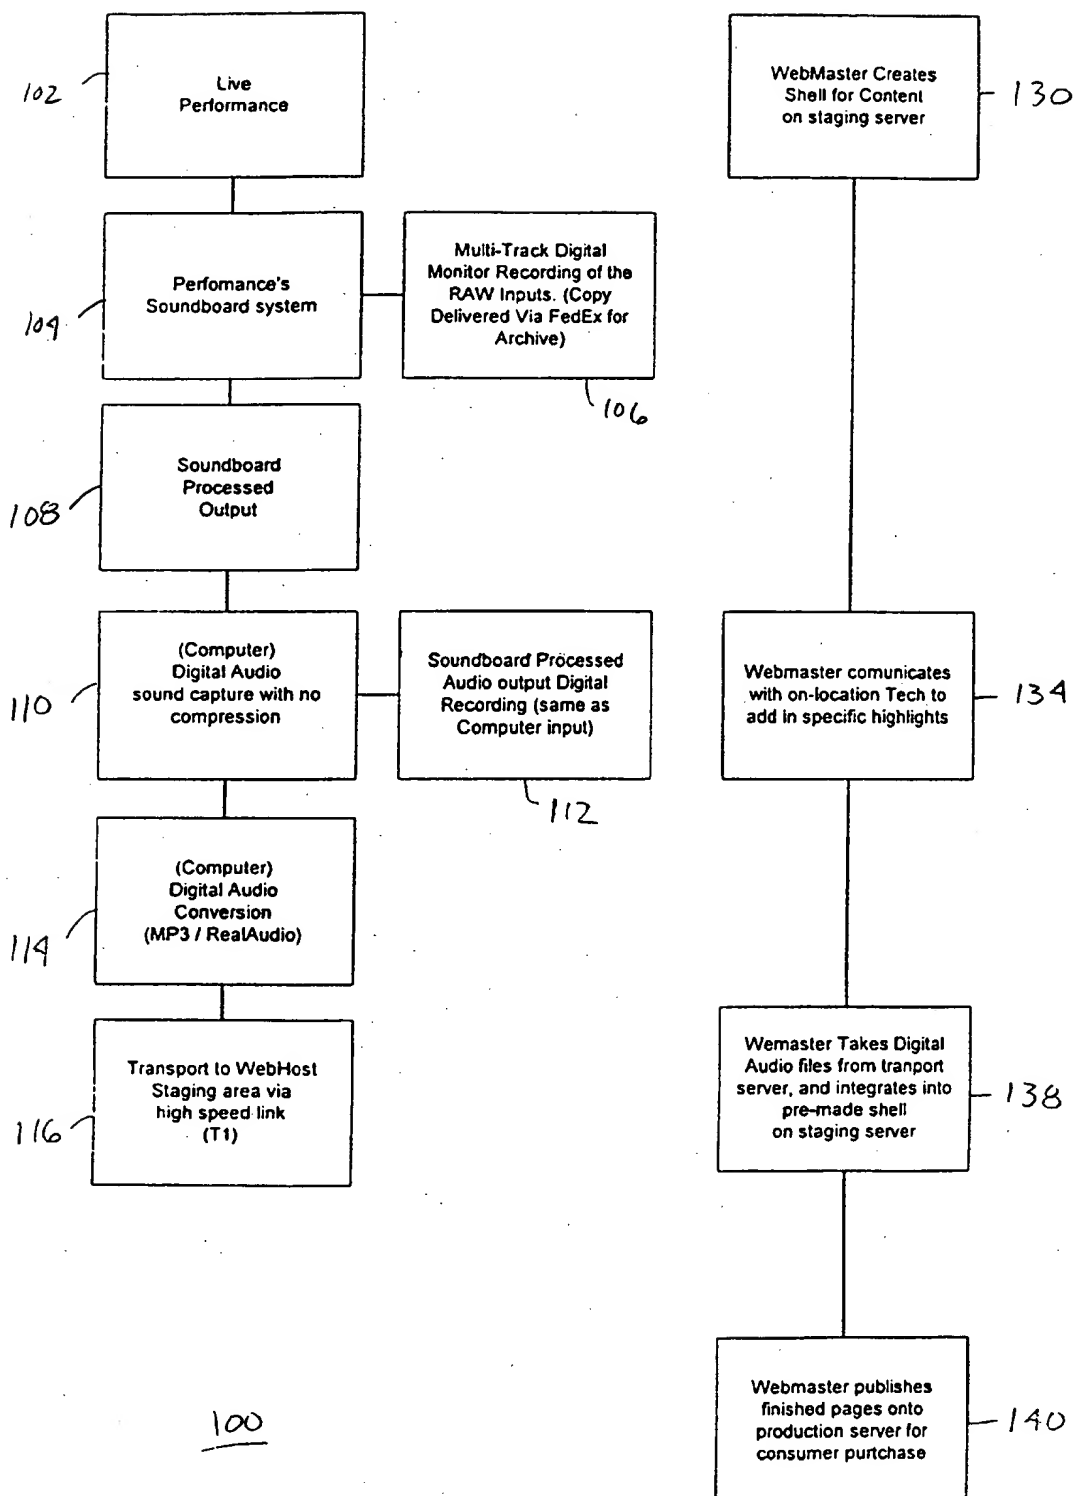 Live
Performance
102
Perfomance's
Soundboard system
104
Multi-Track Digital
Monitor Recording of the
RAW Inputs. (Copy
Delivered Via FedEx for
Archive)
106
Soundboard
Processed
Output
108
(Computer)
Digital Audio
sound capture with no
compression
110
Soundboard Processed
Audio output Digital
Recording (same as
Computer input)
112
(Computer)
Digital Audio
Conversion
(MP3 / RealAudio)
114
Transport to WebHost
Staging area via
high speed link
(T1)
116
WebMaster Creates
Shell for Content
on staging server
130
Webmaster comunicates
with on-location Tech to
add in specific highlights
134
Wemaster Takes Digital
Audio files from tranport
server, and integrates into
pre-made shell
on staging server
138
Webmaster publishes
finished pages onto
production server for
consumer purtchase
140
100